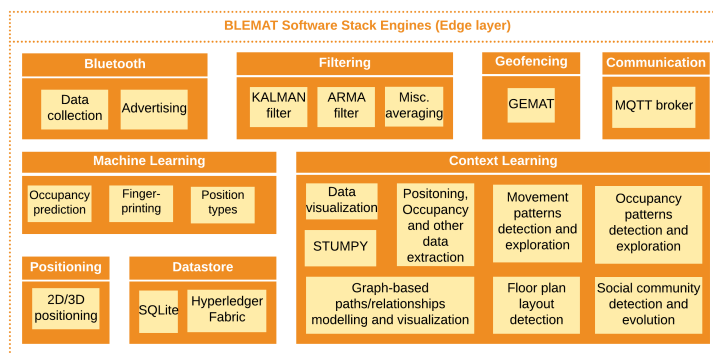 BLEMAT Software Stack Engines (Edge layer)
Bluetooth
Data
collection
Advertising
Filtering
KALMAN
filter
ARMA
filter
Misc.
averaging
Geofencing
GEMAT
Communication
MQTT broker
Machine Learning
Occupancy
prediction
Finger-
printing
Position
types
Context Learning
Data
visualization
STUMPY
Positoning,
Occupancy
and other
data
extraction
Movement
patterns
detection and
exploration
Occupancy
patterns
detection and
exploration
Graph-based
paths/relationships
modelling and visualization
Floor plan
layout
detection
Social community
detection and
evolution
Positioning
2D/3D
positioning
Datastore
SQLite
Hyperledger
Fabric